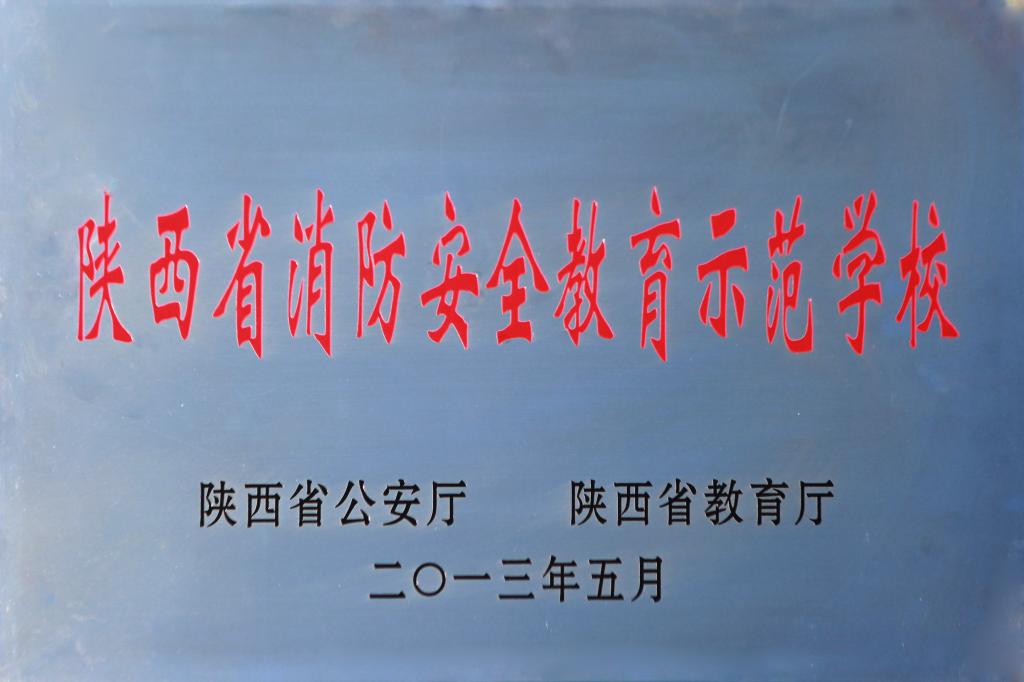 陕西省消防安全教育示范学校
陕西省公安厅 陕西省教育厅
二〇一三年五月